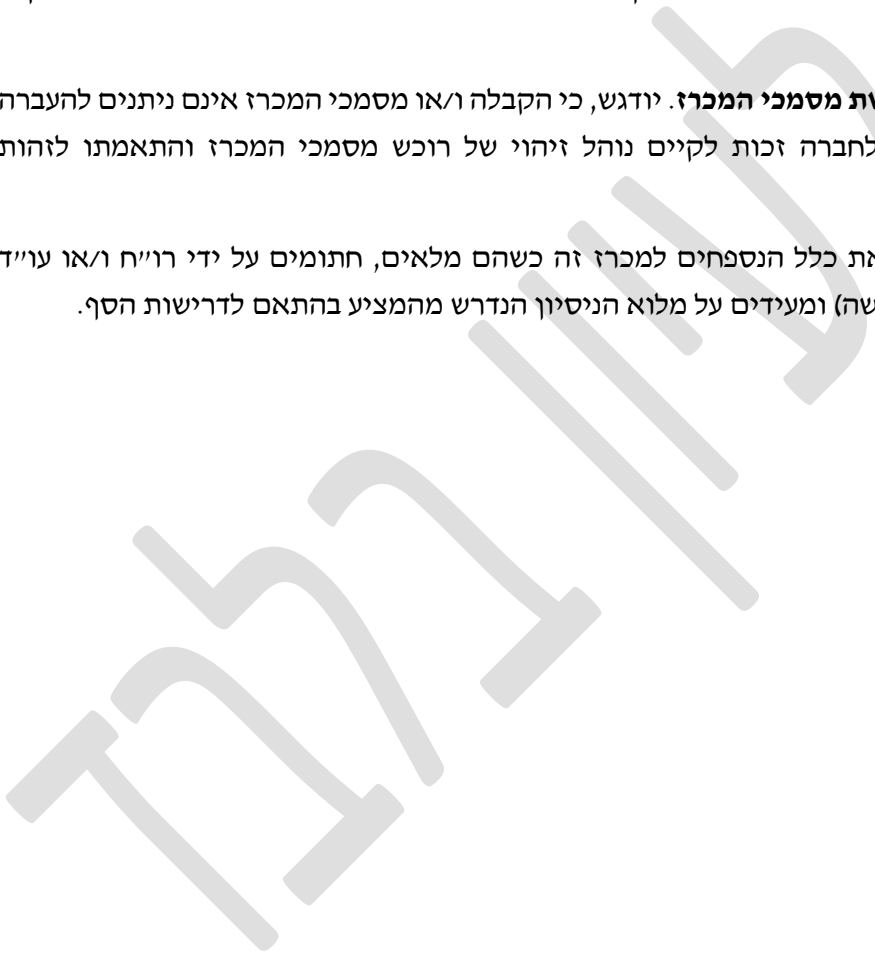 מסמכי המכרז. יודגש, כי הקבלה ו/או מסמכי המכרז אינם ניתנים להעברה
לחברה זכות לקיים נוהל זיהוי של רוכש מסמכי המכרז והתאמתו לזהות
את כלל הנספחים למכרז זה כשהם מלאים, חתומים על ידי רו״ח ו/או עו״ד
שה) ומעידים על מלוא הניסיון הנדרש מהמציע בהתאם לדרישות הסף.
לעיון בלבד